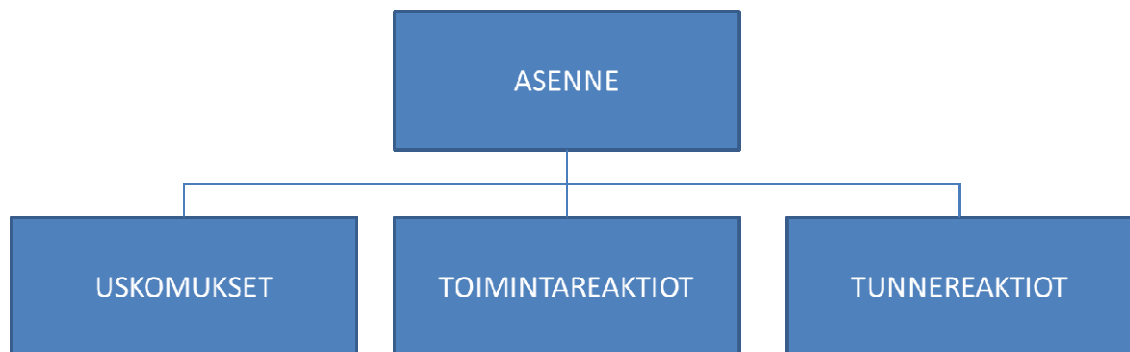 ASENNE
USKOMUKSET
TOIMINTAREAKTIOT
TUNNEREAKTIOT